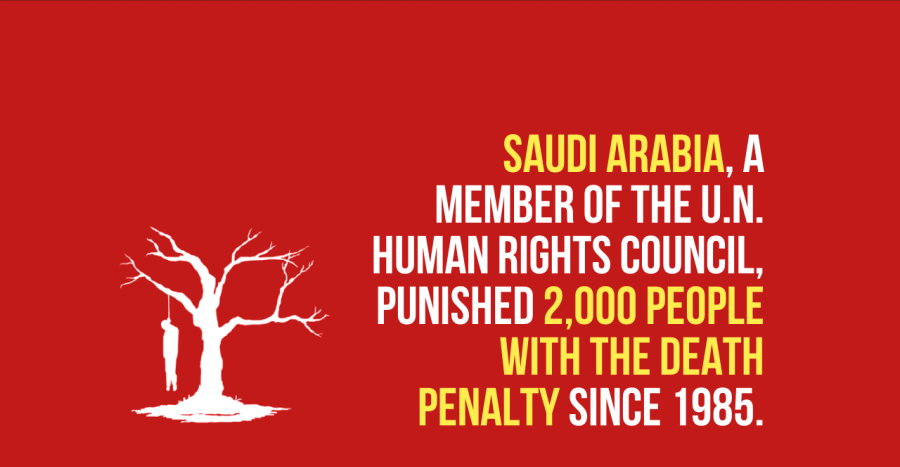 SAUDI ARABIA, A
MEMBER OF THE U.N.
HUMAN RIGHTS COUNCIL,
PUNISHED 2,000 PEOPLE
WITH THE DEATH
PENALTY SINCE 1985.